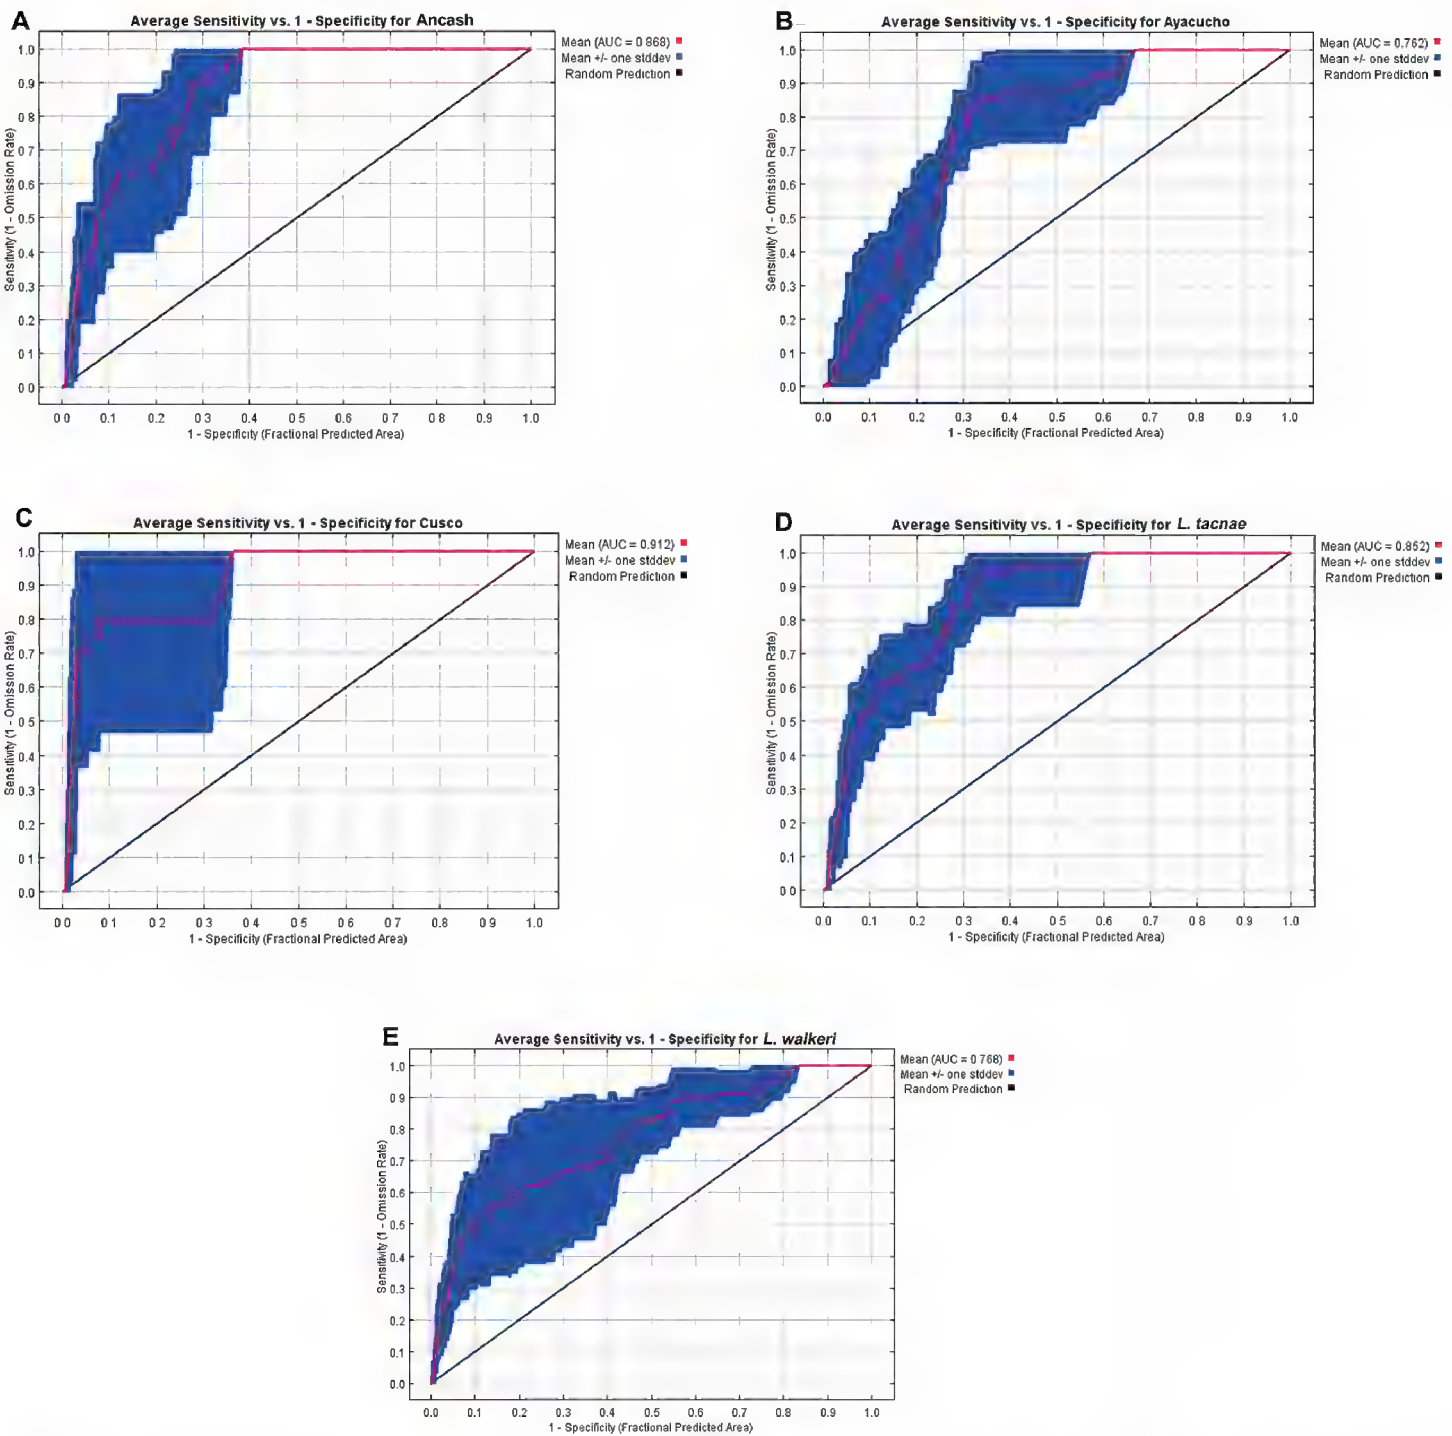 A
Average Sensitivity vs. 1 - Specificity for Ancash
Mean (AUC = 0.868)
Mean +/- one stddev
Random Prediction
Sensitivity (1 - Omission Rate)
1.0
0.9
0.8
0.7
0.6
0.5
0.4
0.3
0.2
0.1
0.0
0.0 0.1 0.2 0.3 0.4 0.5 0.6 0.7 0.8 0.9 1.0
1 - Specificity (Fractional Predicted Area)
B
Average Sensitivity vs. 1 - Specificity for Ayacucho
Mean (AUC = 0.762)
Mean +/- one stddev
Random Prediction
Sensitivity (1 - Omission Rate)
1.0
0.9
0.8
0.7
0.6
0.5
0.4
0.3
0.2
0.1
0.0
0.0 0.1 0.2 0.3 0.4 0.5 0.6 0.7 0.8 0.9 1.0
1 - Specificity (Fractional Predicted Area)
C
Average Sensitivity vs. 1 - Specificity for Cusco
Mean (AUC = 0.912)
Mean +/- one stddev
Random Prediction
Sensitivity (1 - Omission Rate)
1.0
0.9
0.8
0.7
0.6
0.5
0.4
0.3
0.2
0.1
0.0
0.0 0.1 0.2 0.3 0.4 0.5 0.6 0.7 0.8 0.9 1.0
1 - Specificity (Fractional Predicted Area)
D
Average Sensitivity vs. 1 - Specificity for L. tacnae
Mean (AUC = 0.852)
Mean +/- one stddev
Random Prediction
Sensitivity (1 - Omission Rate)
1.0
0.9
0.8
0.7
0.6
0.5
0.4
0.3
0.2
0.1
0.0
0.0 0.1 0.2 0.3 0.4 0.5 0.6 0.7 0.8 0.9 1.0
1 - Specificity (Fractional Predicted Area)
E
Average Sensitivity vs. 1 - Specificity for L. walkeri
Mean (AUC = 0.768)
Mean +/- one stddev
Random Prediction
Sensitivity (1 - Omission Rate)
1.0
0.9
0.8
0.7
0.6
0.5
0.4
0.3
0.2
0.1
0.0
0.0 0.1 0.2 0.3 0.4 0.5 0.6 0.7 0.8 0.9 1.0
1 - Specificity (Fractional Predicted Area)